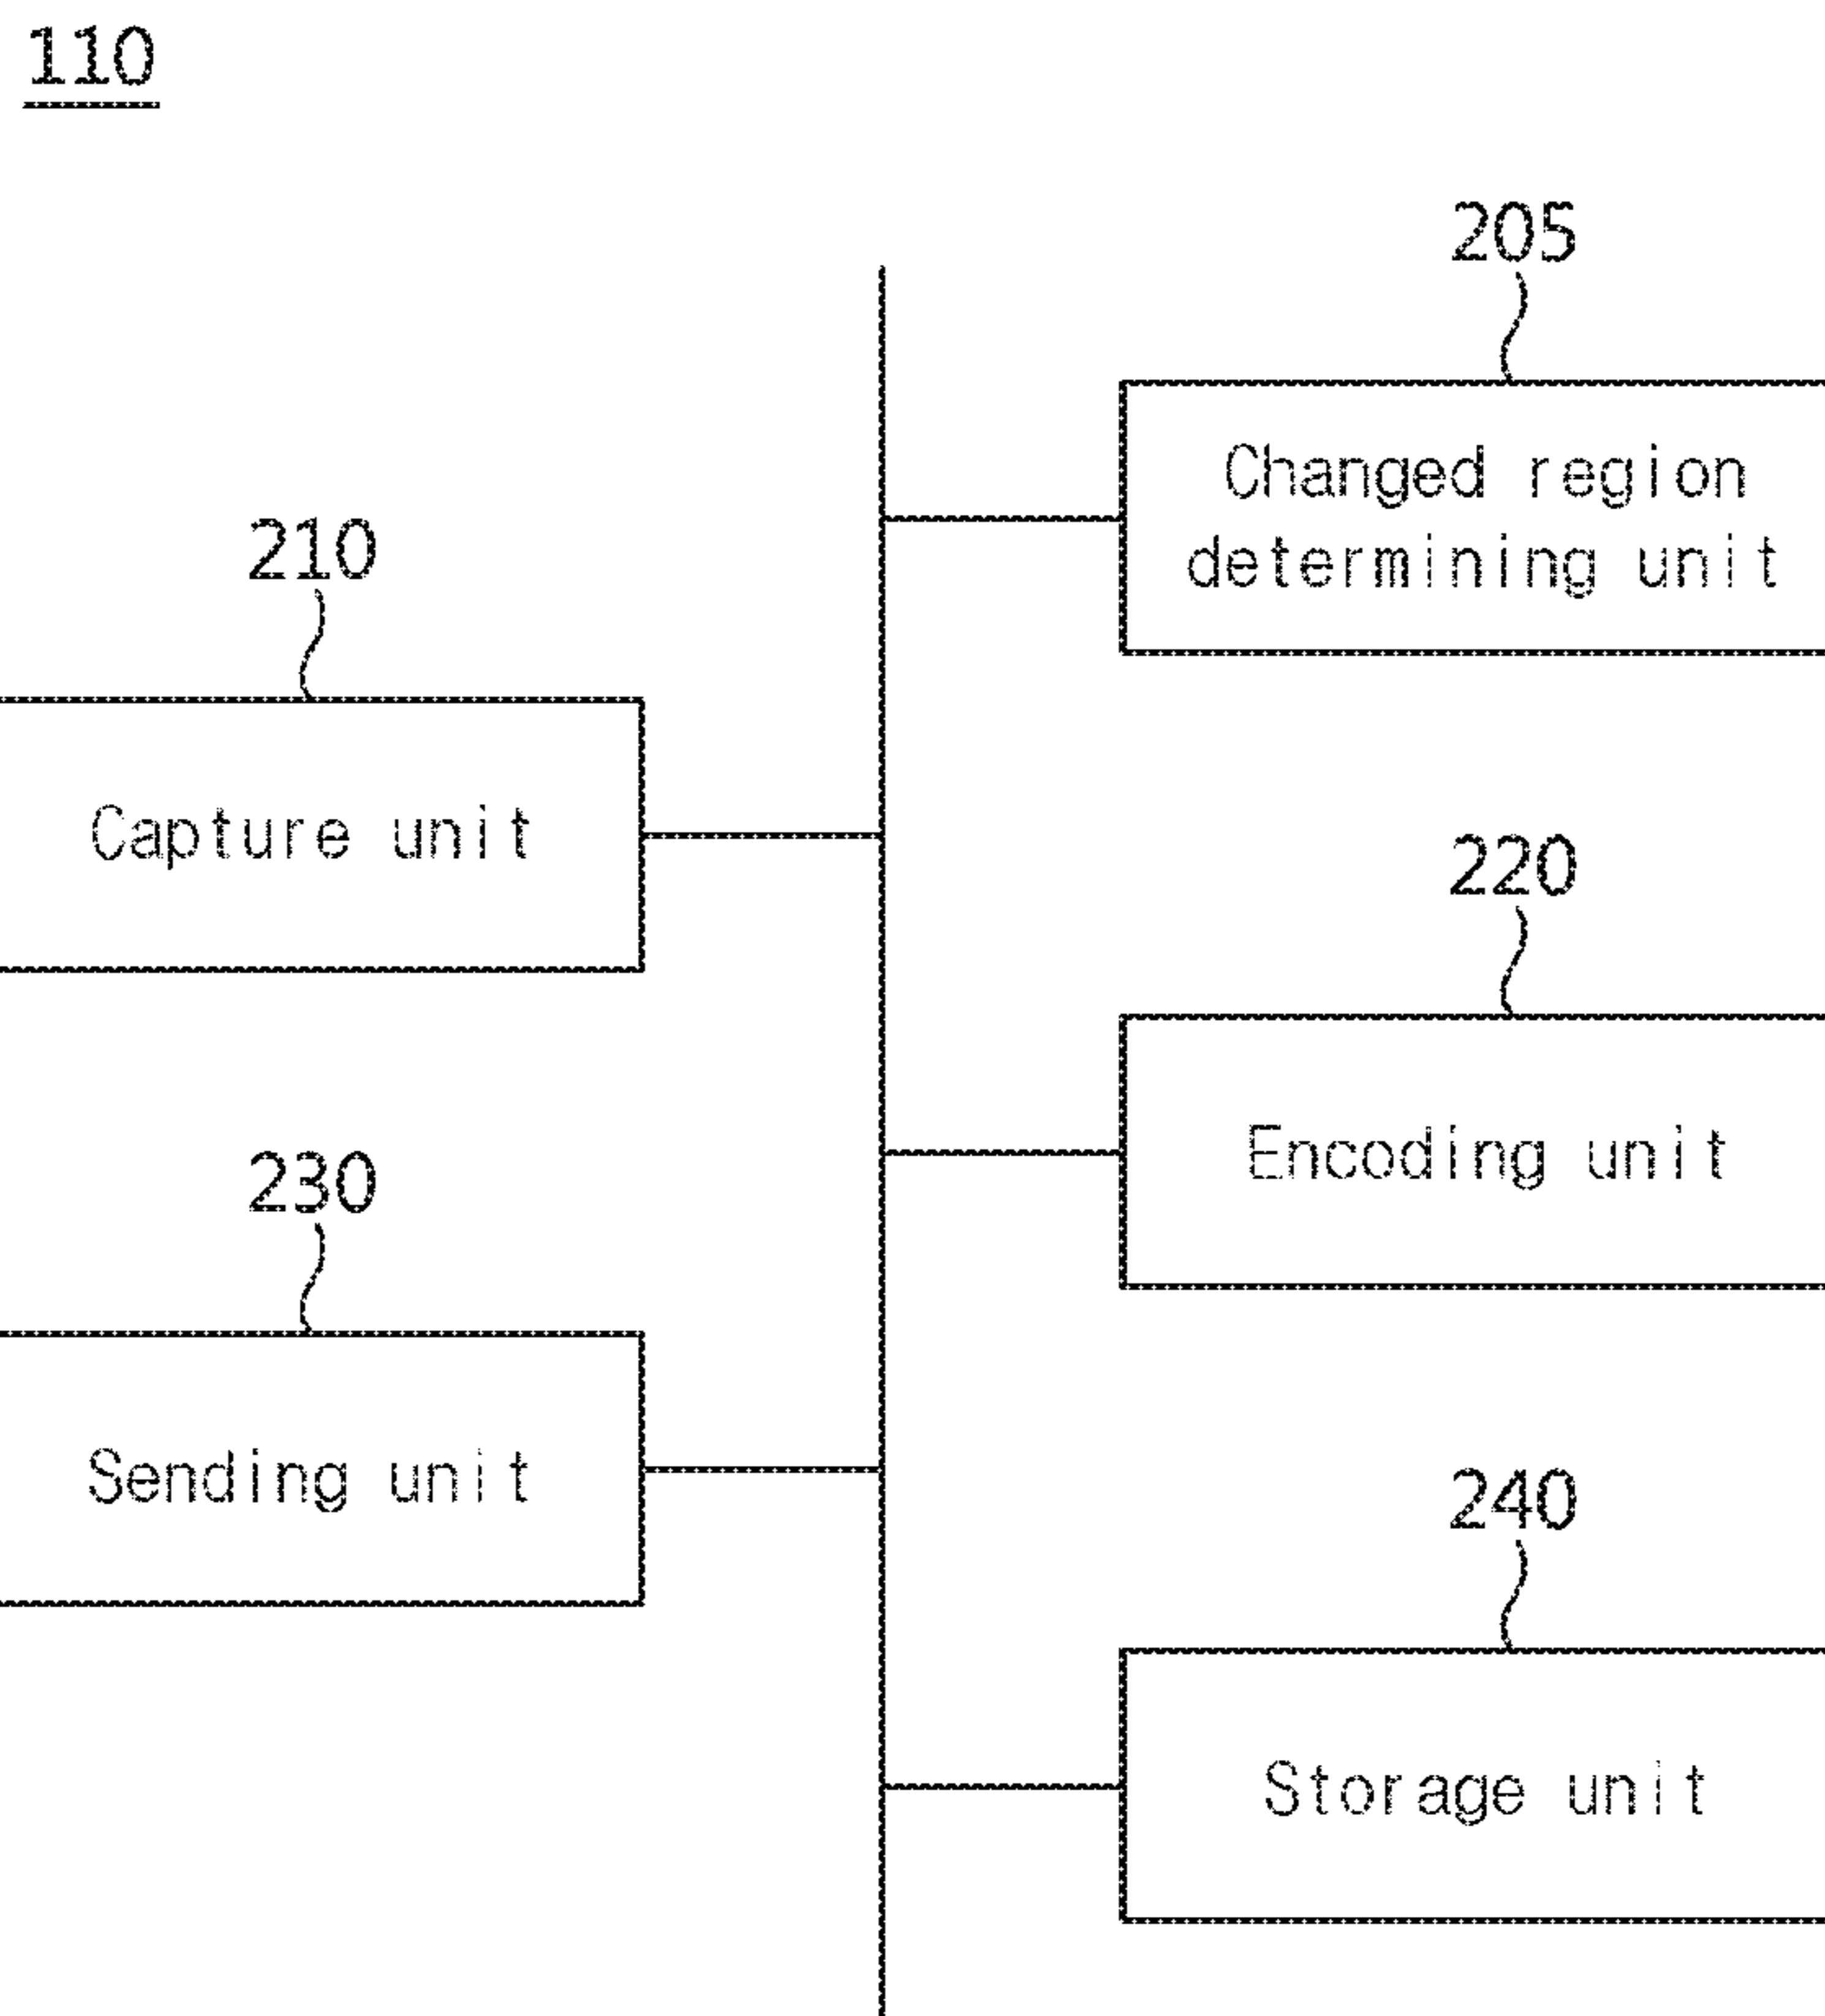 110
205
Changed region
determining unit
210
Capture unit
220
Encoding unit
230
Sending unit
240
Storage unit